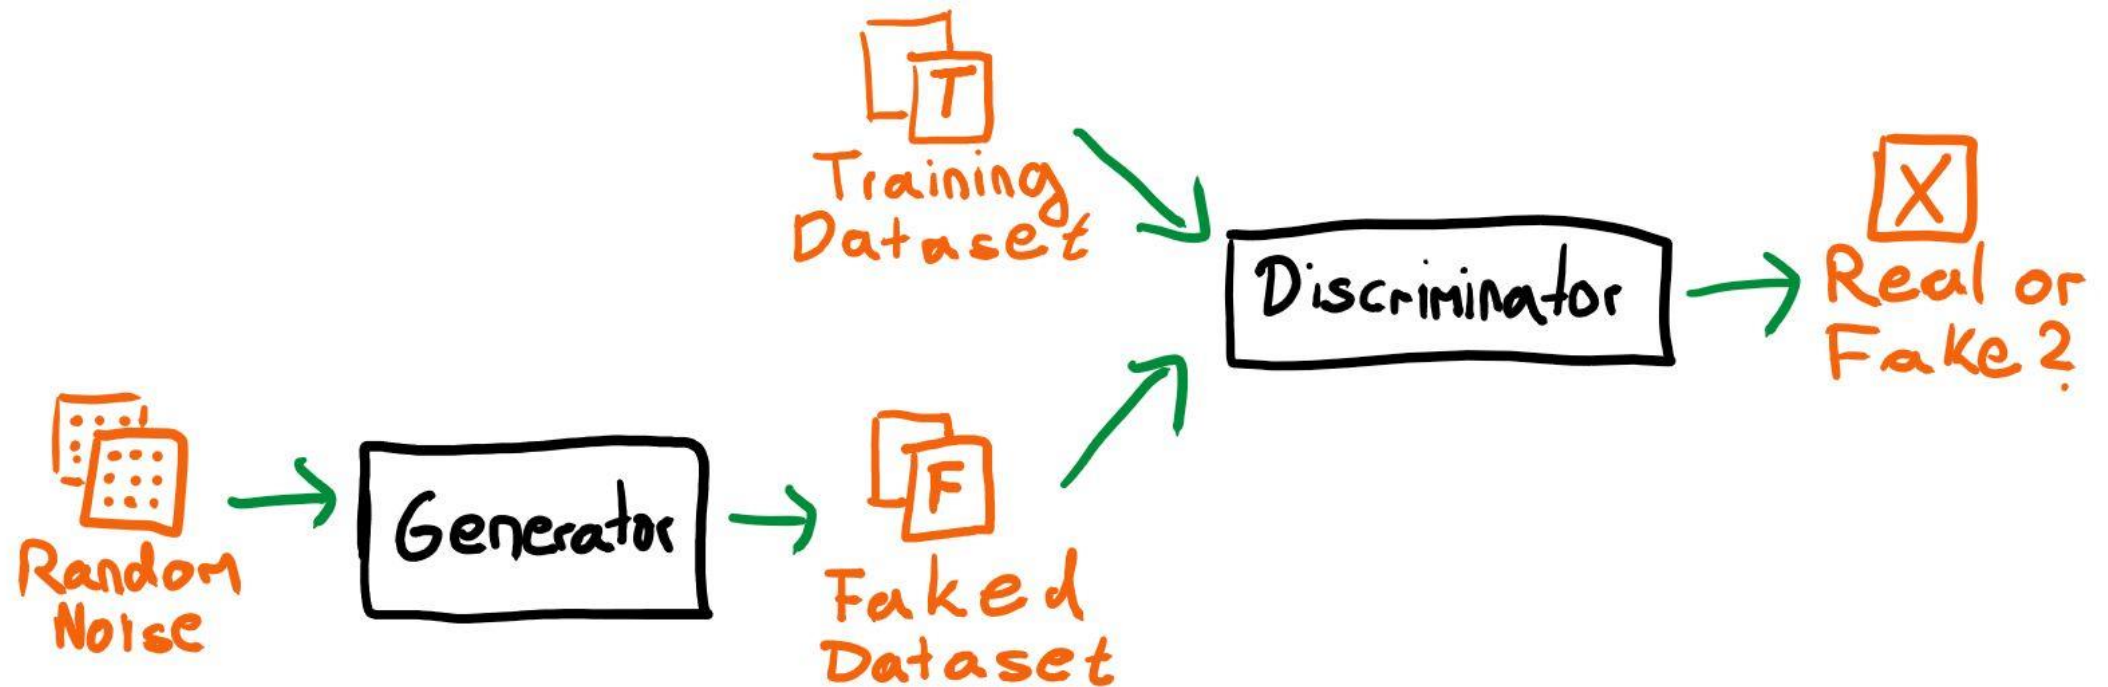 T
Training
Dataset
Discriminator
X
Real or
Fake?
Random
Noise
Generator
F
Faked
Dataset